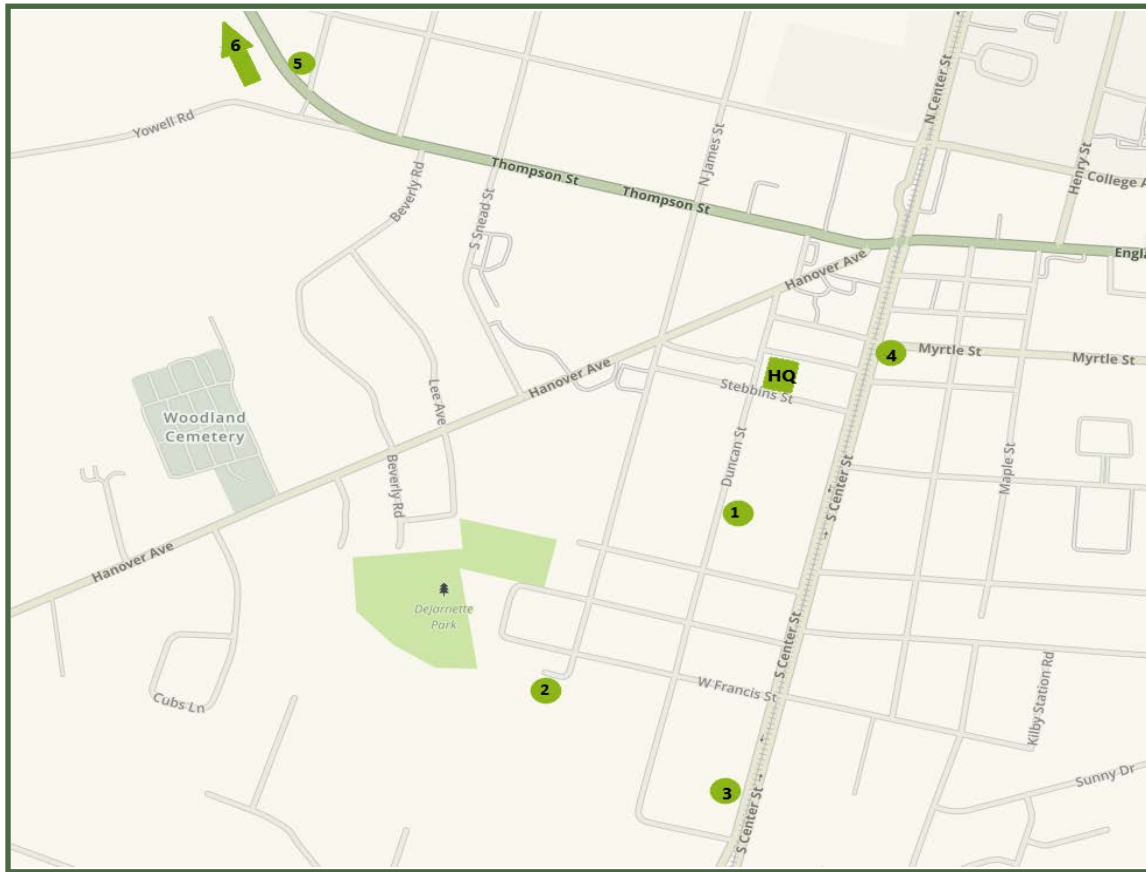 6
5
N Center St
Yowell Rd
N James St
Henry St
College A
Thompson St
Thompson St
Beverly Rd
S Snead St
Engla
Hanover Ave
4
Myrtle St
Myrtle St
HQ
Hanover Ave
Stebbins St
Lee Ave
Woodland
Cemetery
Duncan St
Maple St
Beverly Rd
S Center St
1
Hanover Ave
DeJarnette
Park
S Center St
2
W Francis St
Kilby Station Rd
Cubs Ln
Sunny Dr
3
S Center St